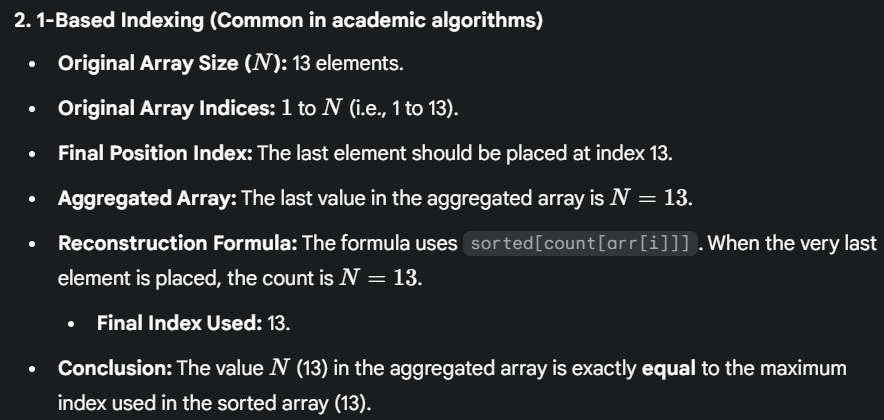 2. 1-Based Indexing (Common in academic algorithms)
• Original Array Size (N): 13 elements.
• Original Array Indices: 1 to N (i.e., 1 to 13).
• Final Position Index: The last element should be placed at index 13.
• Aggregated Array: The last value in the aggregated array is N = 13.
• Reconstruction Formula: The formula uses sorted[count[arr[i]]]. When the very last
element is placed, the count is N = 13.
• Final Index Used: 13.
• Conclusion: The value N (13) in the aggregated array is exactly equal to the maximum
index used in the sorted array (13).